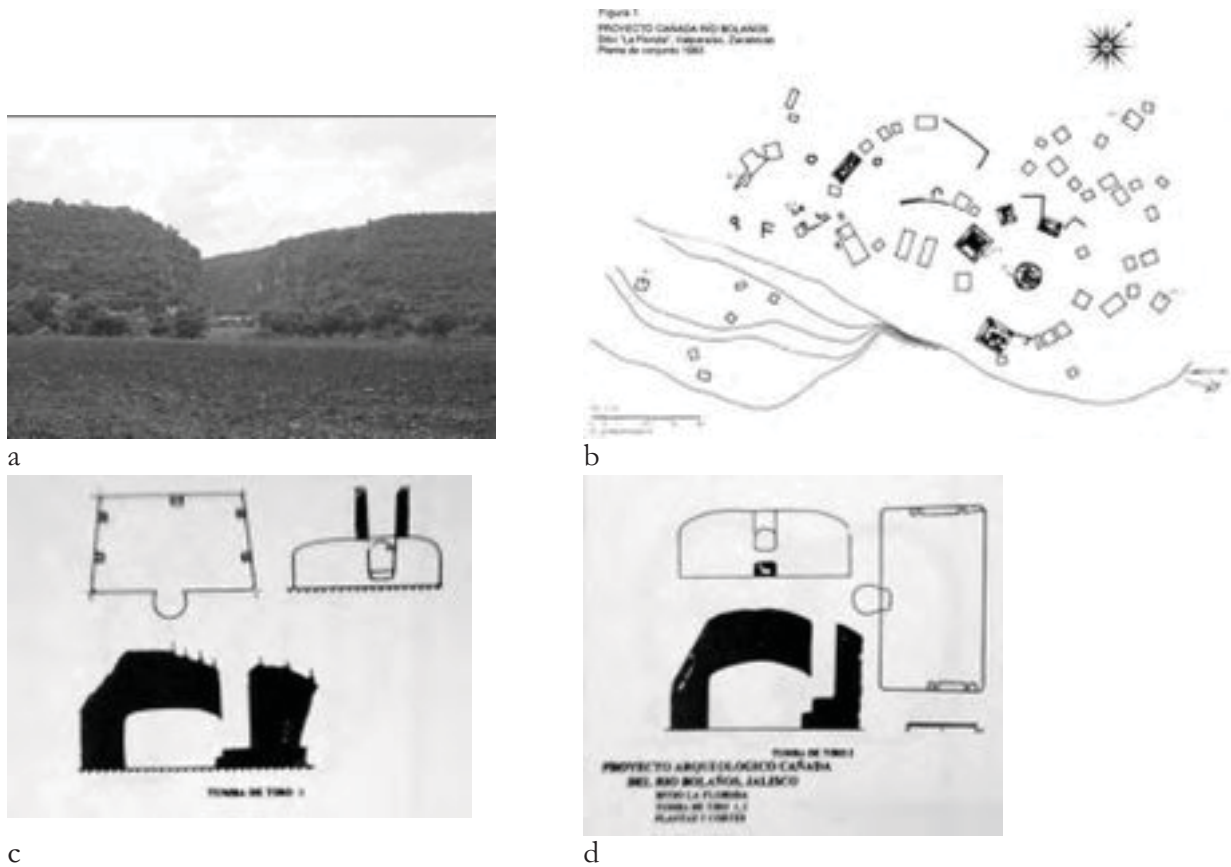 Figura 1
PROYECTO CAÑADA RIO BOLAÑOS
Sitio "La Florida", Valparaiso, Zacatecas
Planta de conjunto 1983
a
b
TUMBA DE TIRO 1
TUMBA DE TIRO 2
PROYECTO ARQUEOLOGICO CAÑADA
DEL RIO BOLAÑOS, JALISCO
SITIO LA FLORIDA
TUMBA DE TIRO 1, 2
PLANTAS Y CORTES
c
d